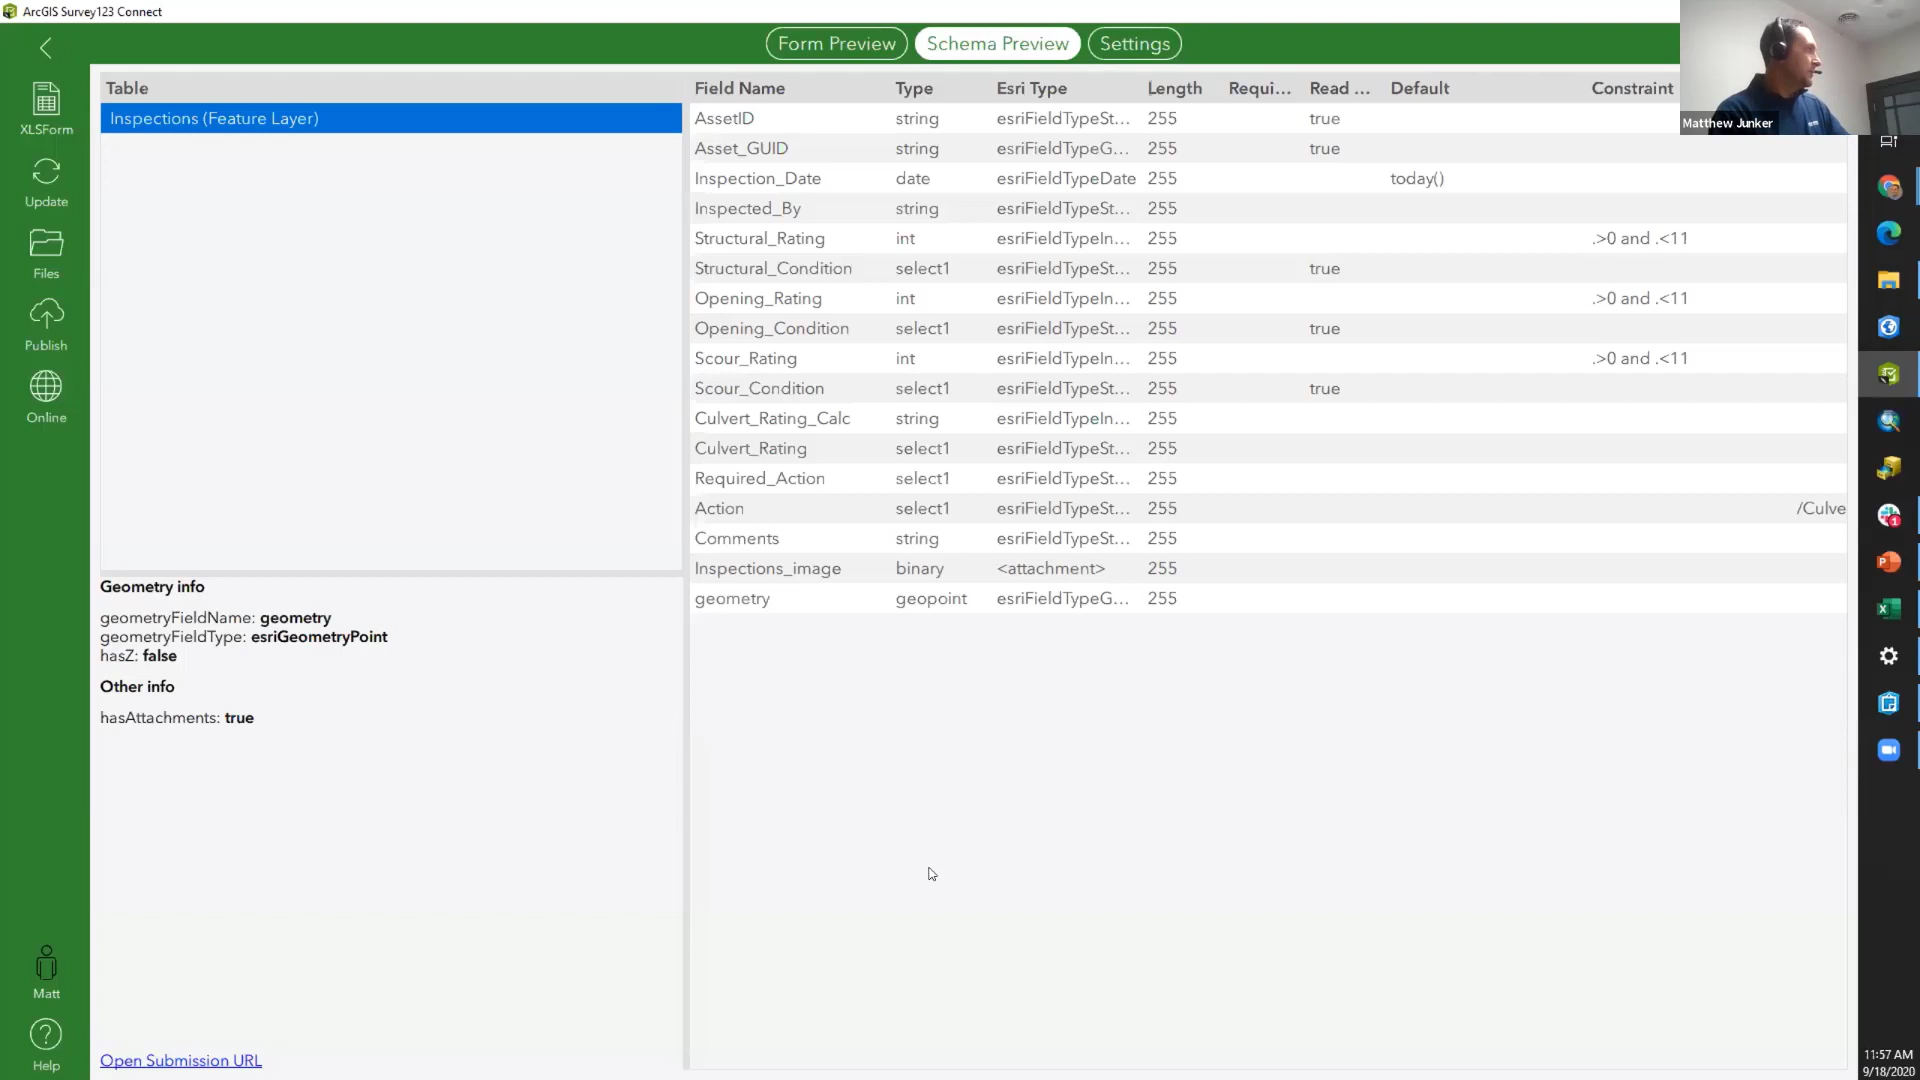 ArcGIS Survey123 Connect
Form Preview Schema Preview Settings
Matthew Junker
XLSForm
Update
Files
Publish
Online
Matt
Help
Table
Inspections (Feature Layer)
Geometry info
geometryFieldName: geometry
geometryFieldType: esriGeometryPoint
hasZ: false
Other info
hasAttachments: true
Open Submission URL
Field Name Type Esri Type Length Requi... Read ... Default Constraint
AssetID string esriFieldTypeSt... 255 true
Asset_GUID string esriFieldTypeG... 255 true
Inspection_Date date esriFieldTypeDate 255 today()
Inspected_By string esriFieldTypeSt... 255
Structural_Rating int esriFieldTypeIn... 255 .>0 and .<11
Structural_Condition select1 esriFieldTypeSt... 255 true
Opening_Rating int esriFieldTypeIn... 255 .>0 and .<11
Opening_Condition select1 esriFieldTypeSt... 255 true
Scour_Rating int esriFieldTypeIn... 255 .>0 and .<11
Scour_Condition select1 esriFieldTypeSt... 255 true
Culvert_Rating_Calc string esriFieldTypeIn... 255
Culvert_Rating select1 esriFieldTypeSt... 255
Required_Action select1 esriFieldTypeSt... 255
Action select1 esriFieldTypeSt... 255 /Culve
Comments string esriFieldTypeSt... 255
Inspections_image binary <attachment> 255
geometry geopoint esriFieldTypeG... 255
11:57 AM
9/18/2020